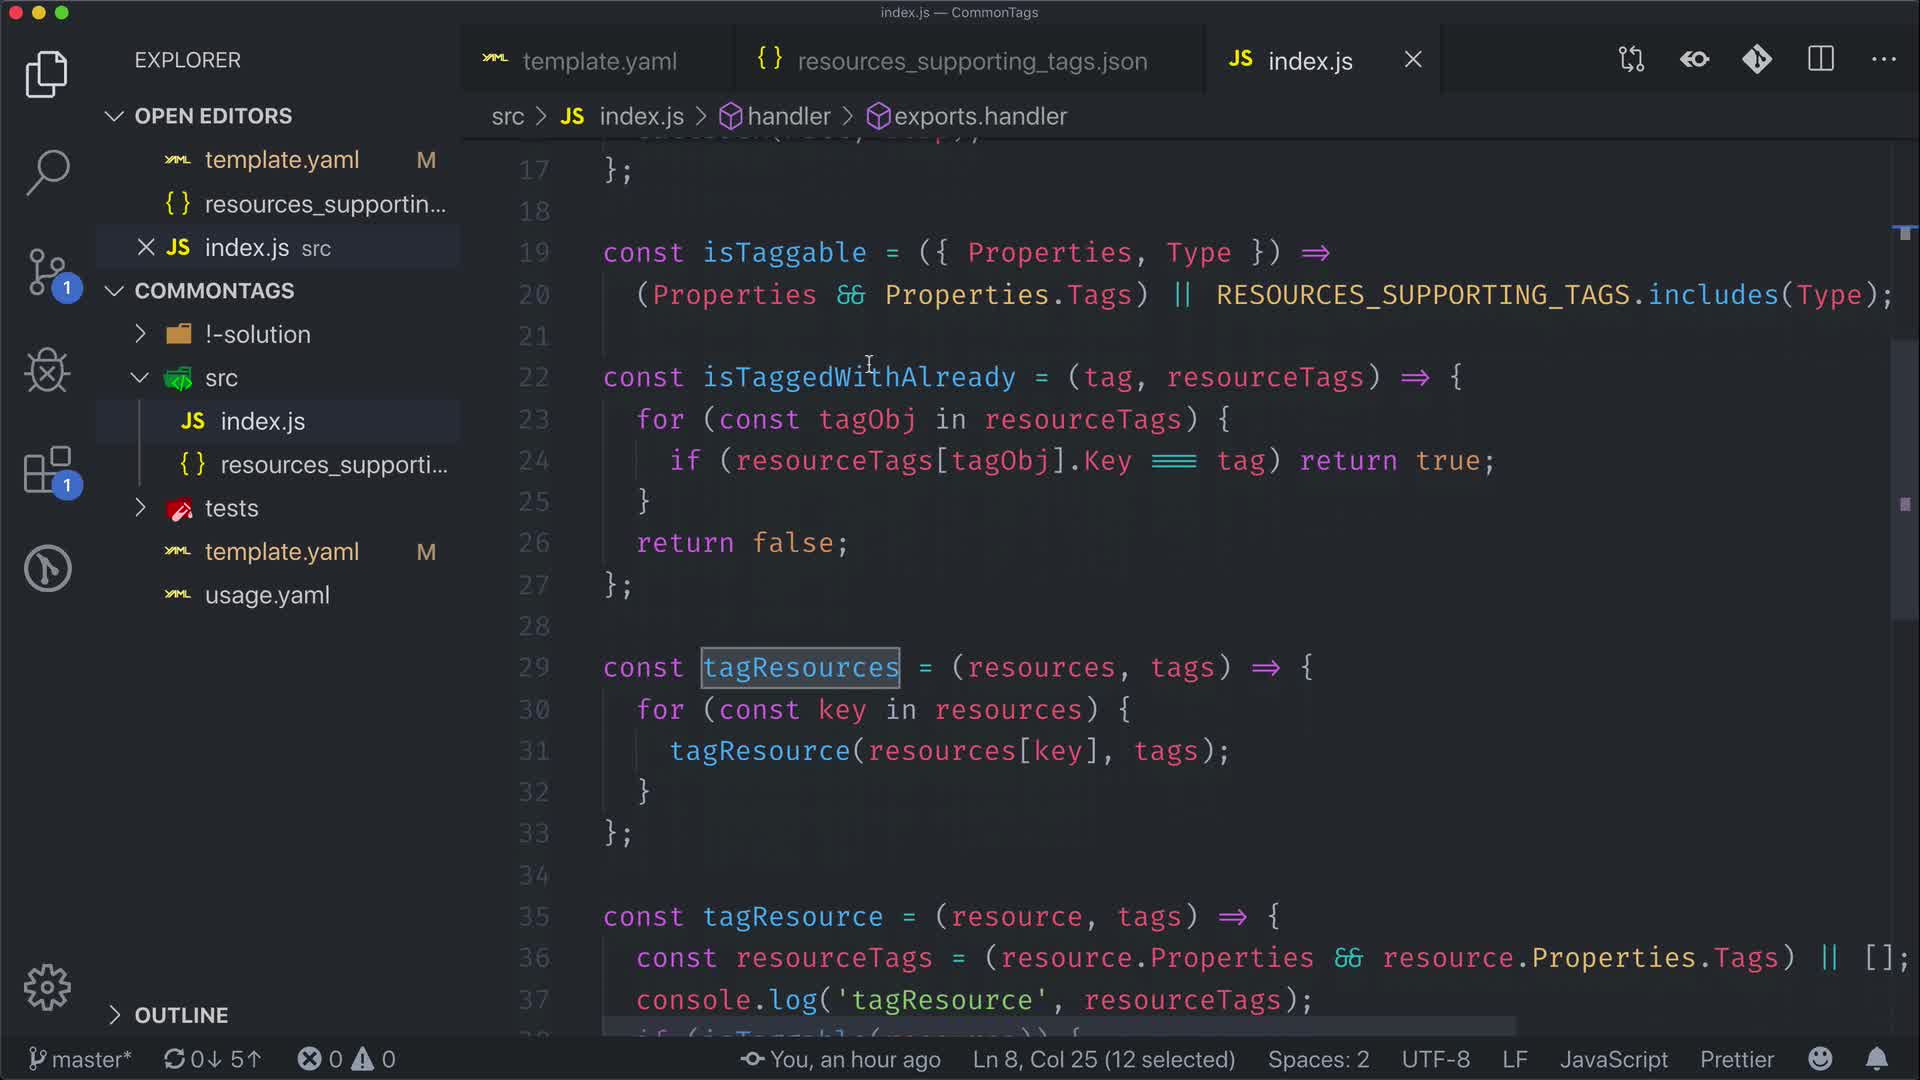 index.js — CommonTags
EXPLORER
template.yaml
{} resources_supporting_tags.json
JS index.js
OPEN EDITORS
src > JS index.js > handler > exports.handler
template.yaml M
{} resources_supportin...
JS index.js src
COMMONTAGS
!-solution
src
JS index.js
{} resources_supporti...
tests
template.yaml M
usage.yaml
OUTLINE
1
1
17 };
18
19 const isTaggable = ({ Properties, Type }) =>
20 (Properties && Properties.Tags) || RESOURCES_SUPPORTING_TAGS.includes(Type);
21
22 const isTaggedWithAlready = (tag, resourceTags) => {
23 for (const tagObj in resourceTags) {
24 if (resourceTags[tagObj].Key === tag) return true;
25 }
26 return false;
27 };
28
29 const tagResources = (resources, tags) => {
30 for (const key in resources) {
31 tagResource(resources[key], tags);
32 }
33 };
34
35 const tagResource = (resource, tags) => {
36 const resourceTags = (resource.Properties && resource.Properties.Tags) || [];
37 console.log('tagResource', resourceTags);
master* 0↓ 5↑ 0 0 You, an hour ago Ln 8, Col 25 (12 selected) Spaces: 2 UTF-8 LF JavaScript Prettier